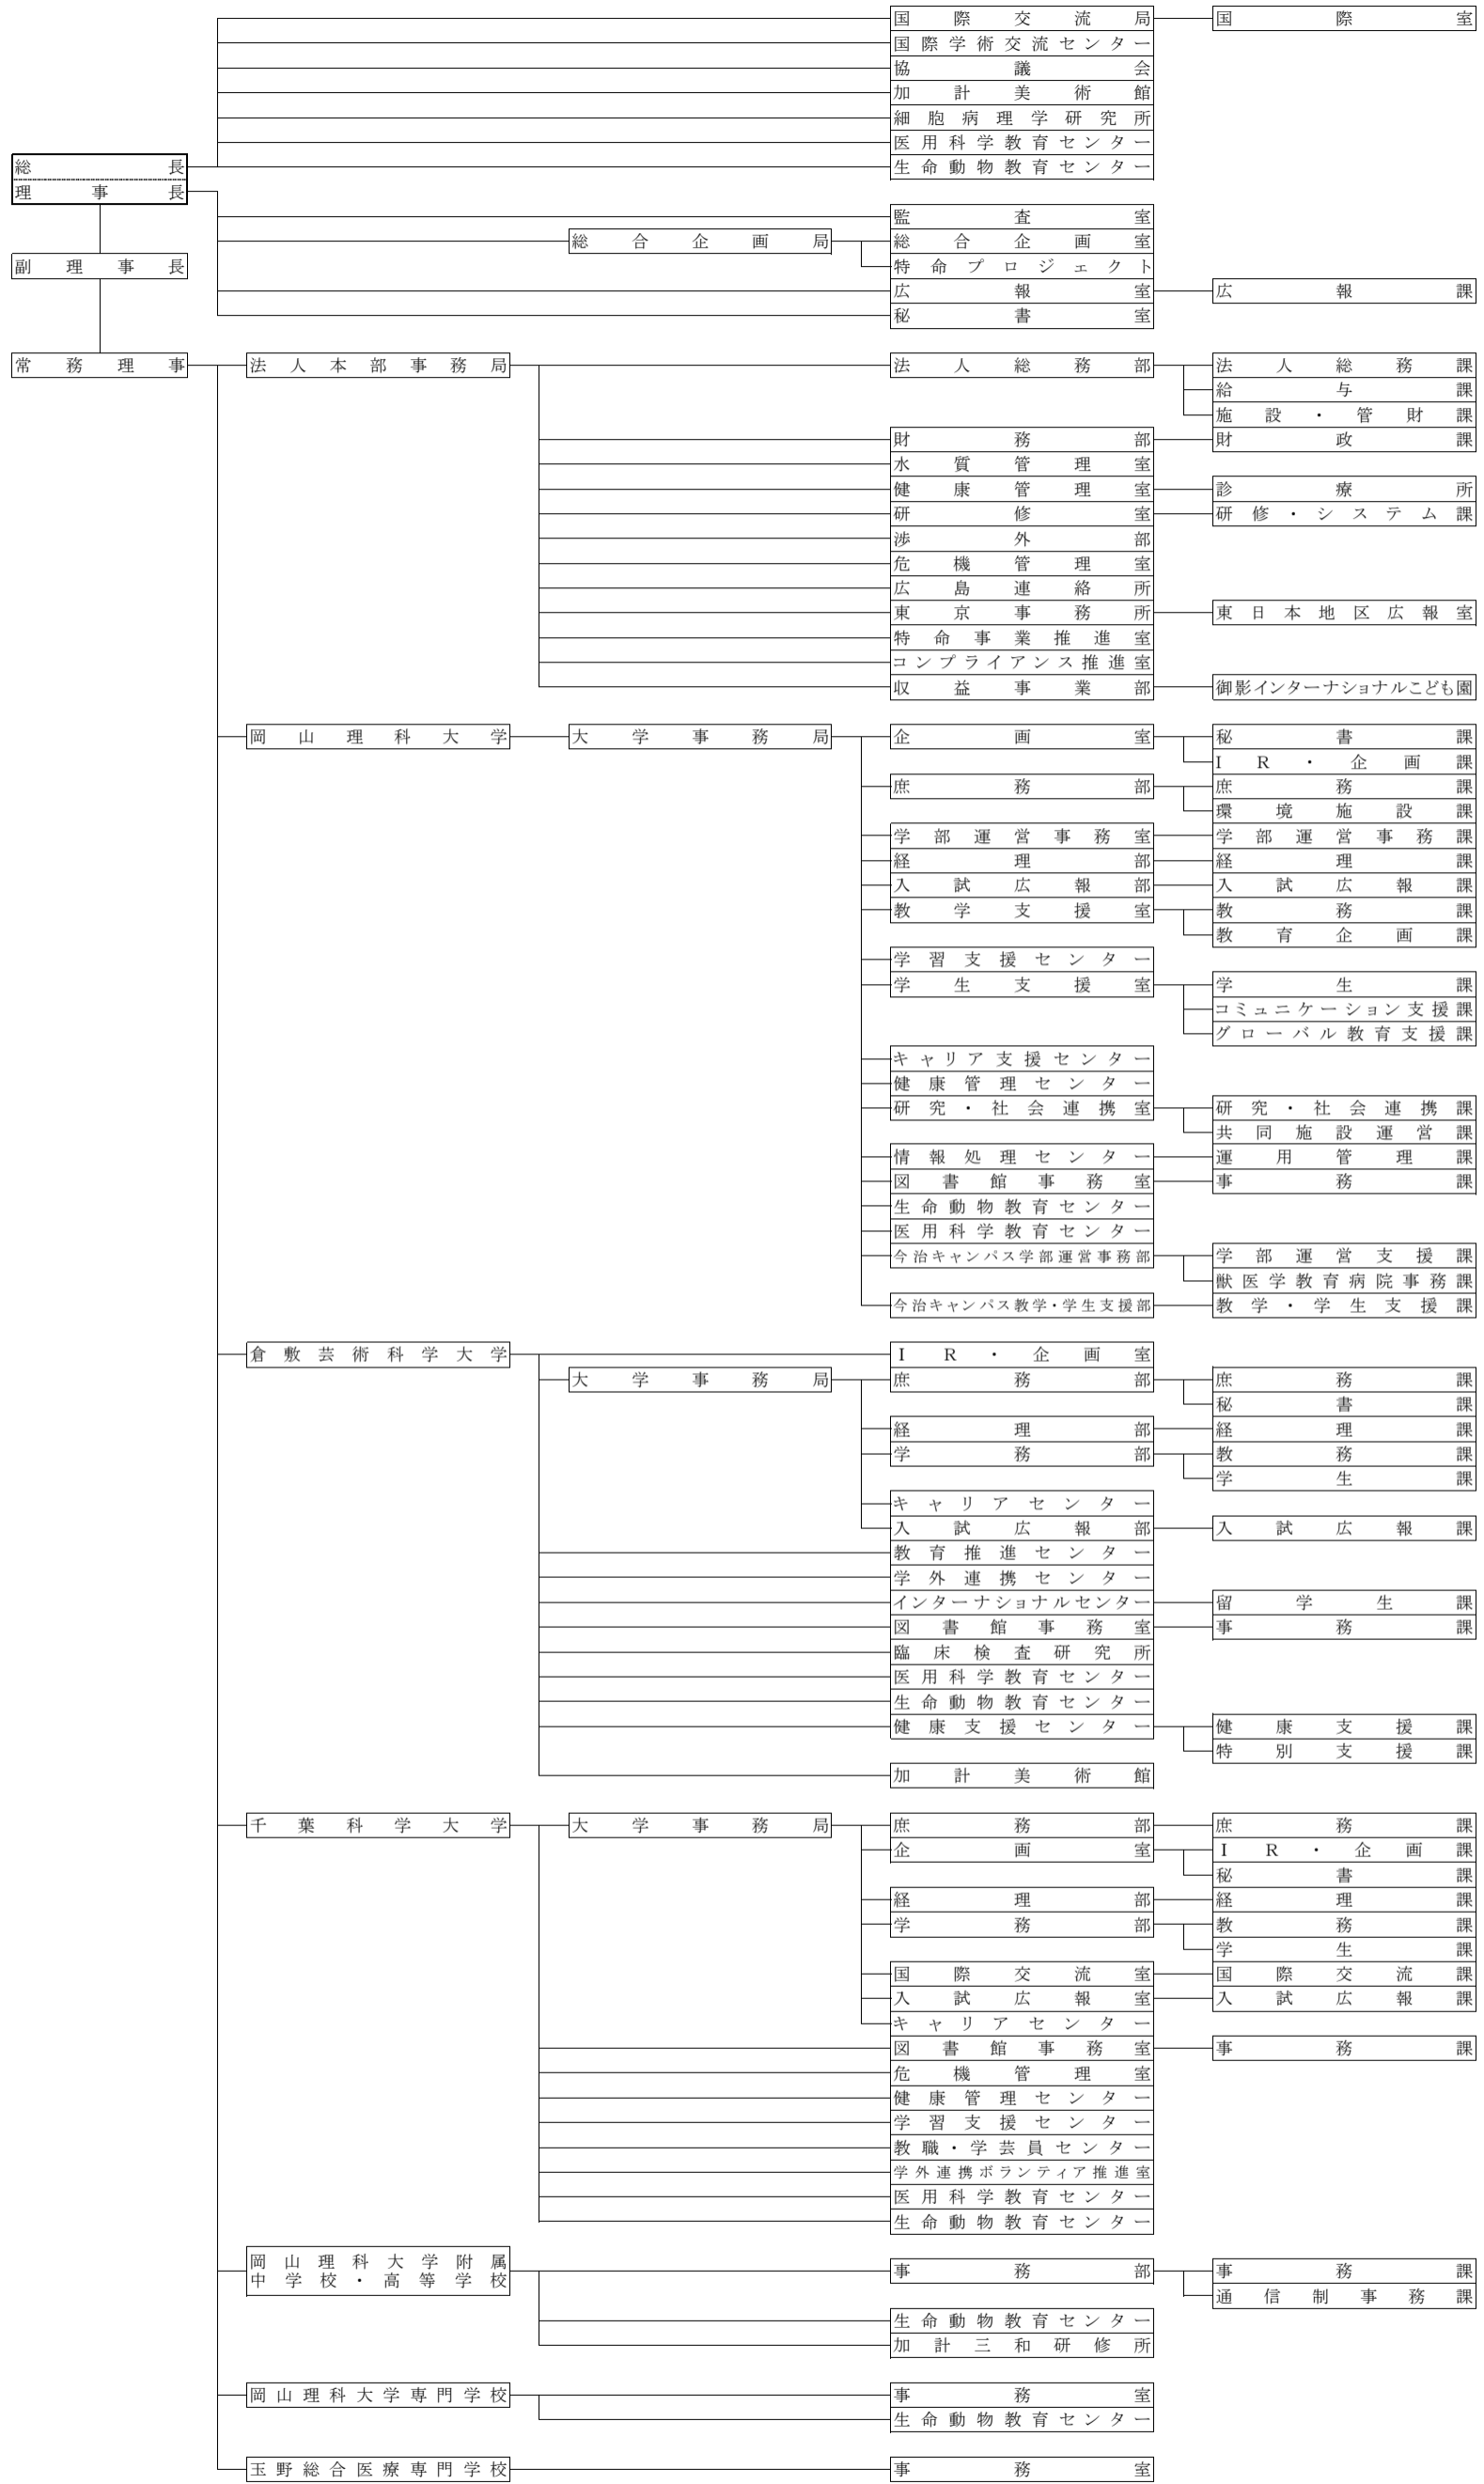 国際交流局 国際室
国際学術交流センター
協議会
加計美術館
細胞病理学研究所
医用科学教育センター
総長 生命動物教育センター
理事長
監査室
総合企画局 総合企画室
副理事長 特命プロジェクト
広報室 広報課
秘書室
常務理事 法人本部事務局 法人総務部 法人総務課
給与課
施設・管財課
財務部 財政課
水質管理室
健康管理室 診療所
研修室 研修・システム課
渉外部
危機管理室
広島連絡所
東京事務所 東日本地区広報室
特命事業推進室
コンプライアンス推進室
収益事業部 御影インターナショナルこども園
岡山理科大学 大学事務局 企画室 秘書課
IR・企画課
庶務部 庶務課
環境施設課
学部運営事務室 学部運営事務課
経理部 経理課
入試広報部 入試広報課
教学支援室 教務課
教育企画課
学習支援センター
学生支援室 学生課
コミュニケーション支援課
グローバル教育支援課
キャリア支援センター
健康管理センター
研究・社会連携室 研究・社会連携課
共同施設運営課
情報処理センター 運用管理課
図書館事務室 事務課
生命動物教育センター
医用科学教育センター
今治キャンパス学部運営事務部 学部運営支援課
獣医学教育病院事務課
今治キャンパス教学・学生支援部 教学・学生支援課
倉敷芸術科学大学 IR・企画室
大学事務局 庶務部 庶務課
秘書課
経理部 経理課
学務部 教務課
学生課
キャリアセンター
入試広報部 入試広報課
教育推進センター
学外連携センター
インターナショナルセンター 留学生課
図書館事務室 事務課
臨床検査研究所
医用科学教育センター
生命動物教育センター
健康支援センター 健康支援課
特別支援課
加計美術館
千葉科学大学 大学事務局 庶務部 庶務課
企画室 IR・企画課
秘書課
経理部 経理課
学務部 教務課
学生課
国際交流室 国際交流課
入試広報室 入試広報課
キャリアセンター
図書館事務室 事務課
危機管理室
健康管理センター
学習支援センター
教職・学芸員センター
学外連携ボランティア推進室
医用科学教育センター
生命動物教育センター
岡山理科大学附属
中学校・高等学校 事務部 事務課
通信制事務課
生命動物教育センター
加計三和研修所
岡山理科大学専門学校 事務室
生命動物教育センター
玉野総合医療専門学校 事務室